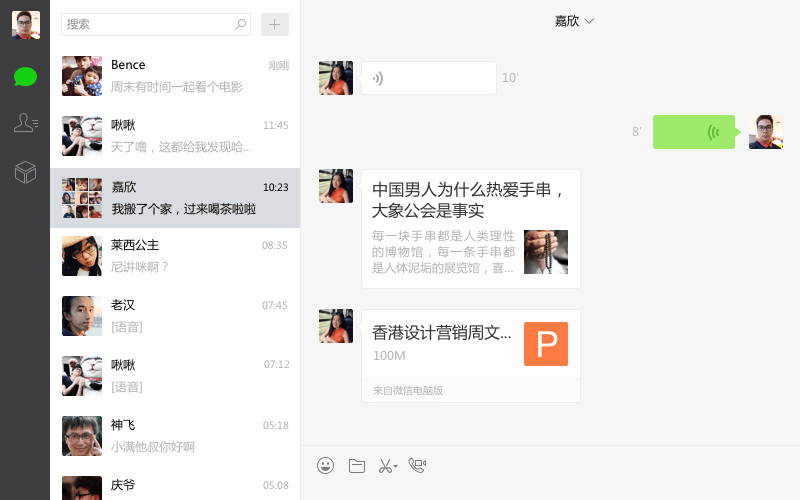 搜索
Bence
刚刚
周末有时间一起看个电影
啾啾
11:45
天了噜，这都给我发现哈...
嘉欣
10:23
我搬了个家，过来喝茶啦啦
莱西公主
08:35
尼讲咪啊？
老汉
07:45
[语音]
啾啾
07:12
[语音]
神飞
05:18
小满他叔你好啊
庆爷
05:08
嘉欣
10'
8'
中国男人为什么热爱手串，
大象公会是事实
每一块手串都是人类理性
的博物馆，每一条手串都
是人体泥垢的展览馆，喜...
香港设计营销周文...
100M
P
来自微信电脑版